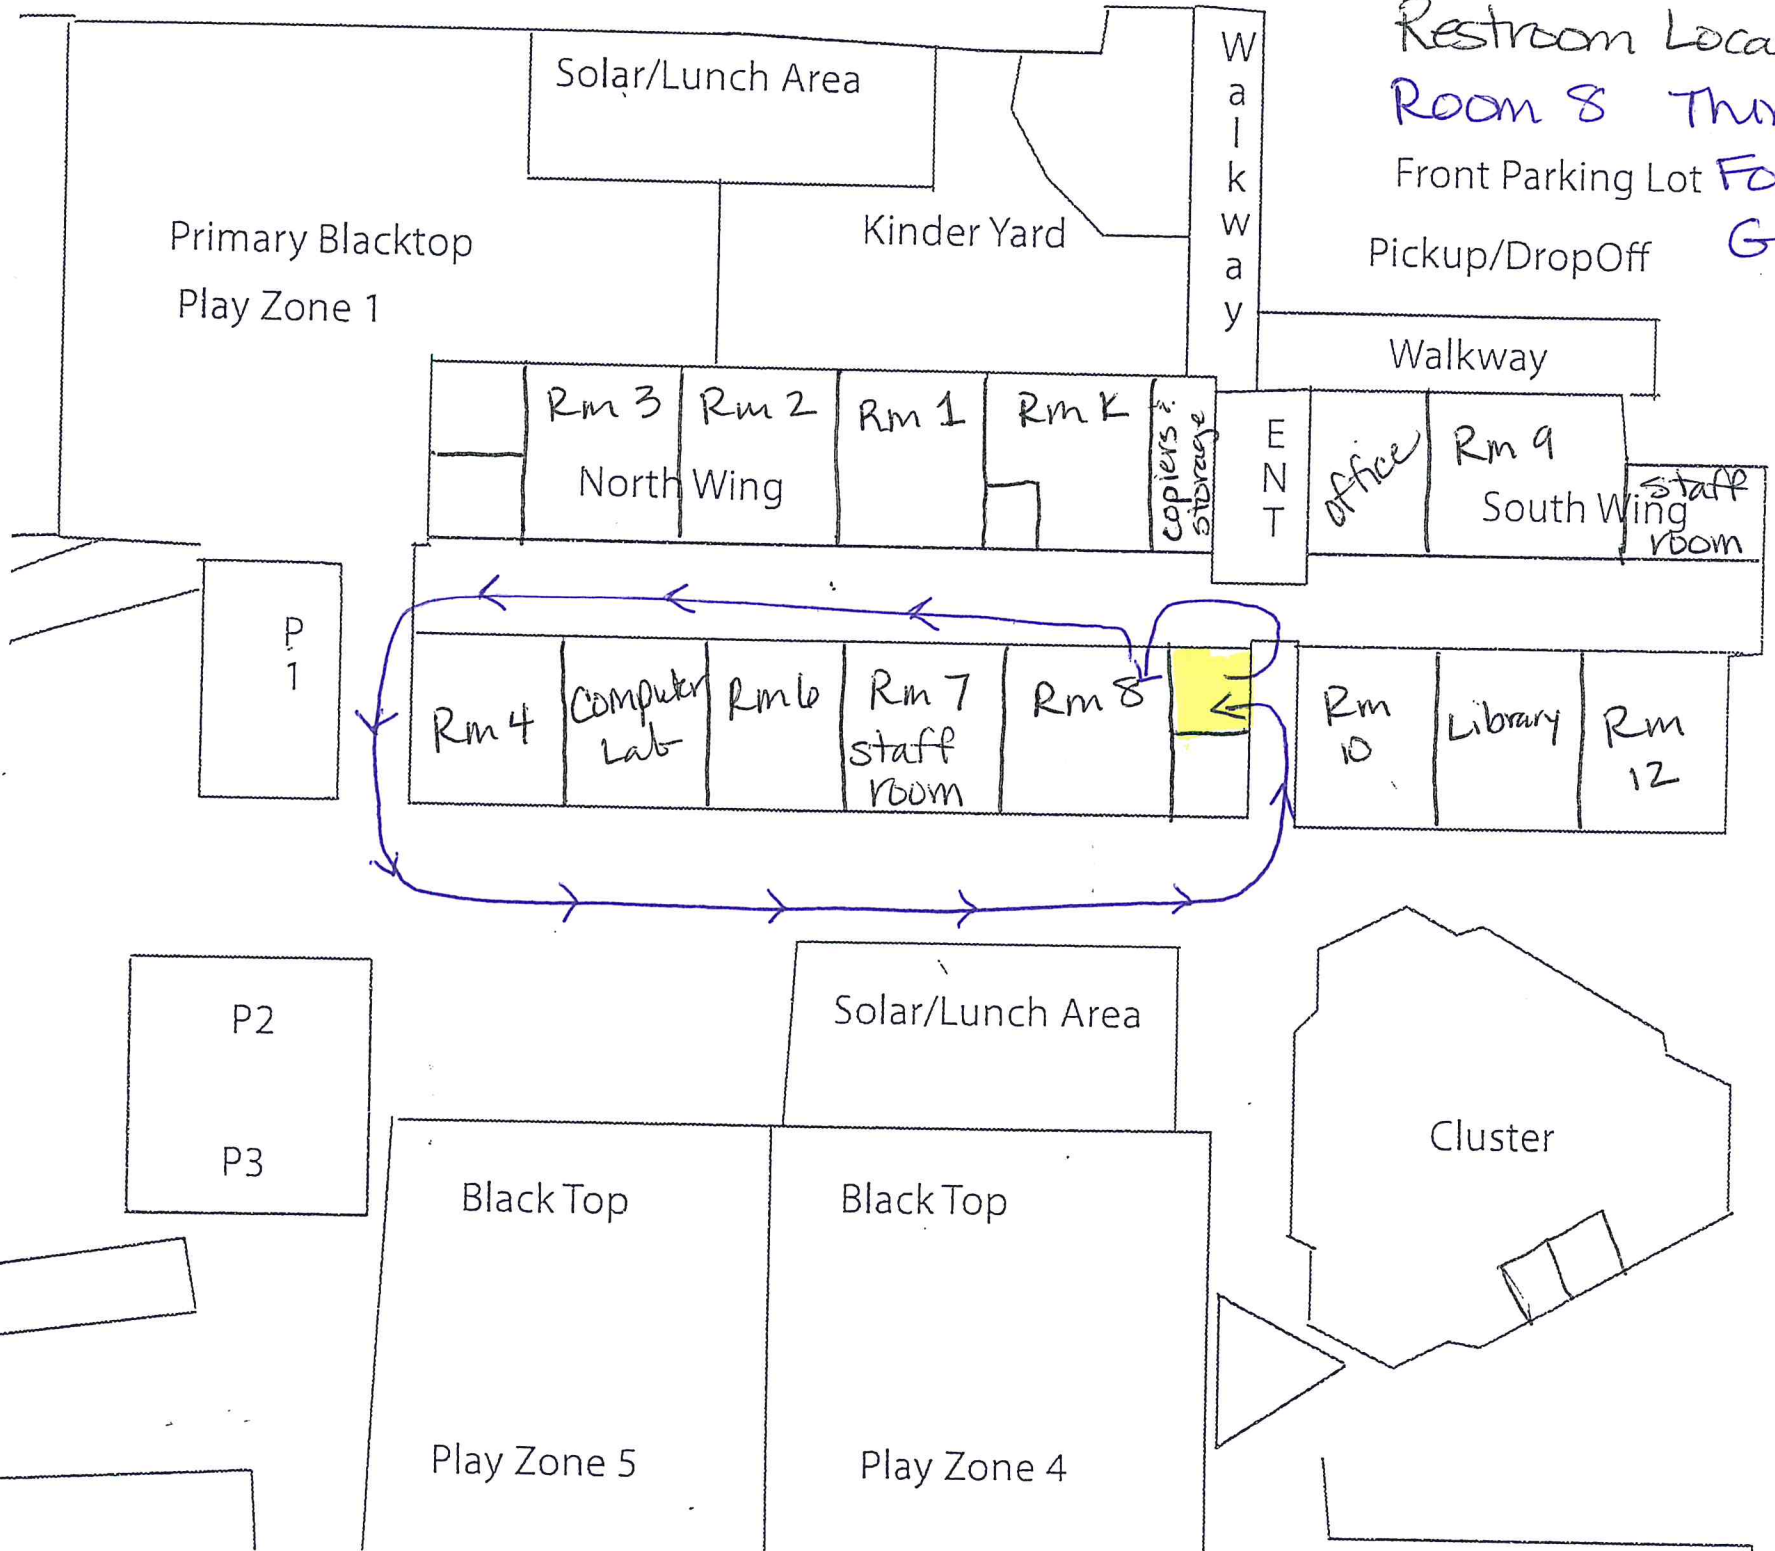 Restroom
Room 8
Front Parking Lot
Pickup/DropOff
Solar/Lunch Area
Walkway
Primary Blacktop
Play Zone 1
Kinder Yard
Walkway
Rm 3
Rm 2
Rm 1
Rm K
copiers &
storage
ENT
office
Rm 9
North Wing
South Wing
staff
room
P
1
Rm 4
Computer
Lab
Rm 6
Rm 7
staff
room
Rm 8
Rm
10
Library
Rm
12
P2
P3
Solar/Lunch Area
Cluster
Black Top
Black Top
Play Zone 5
Play Zone 4